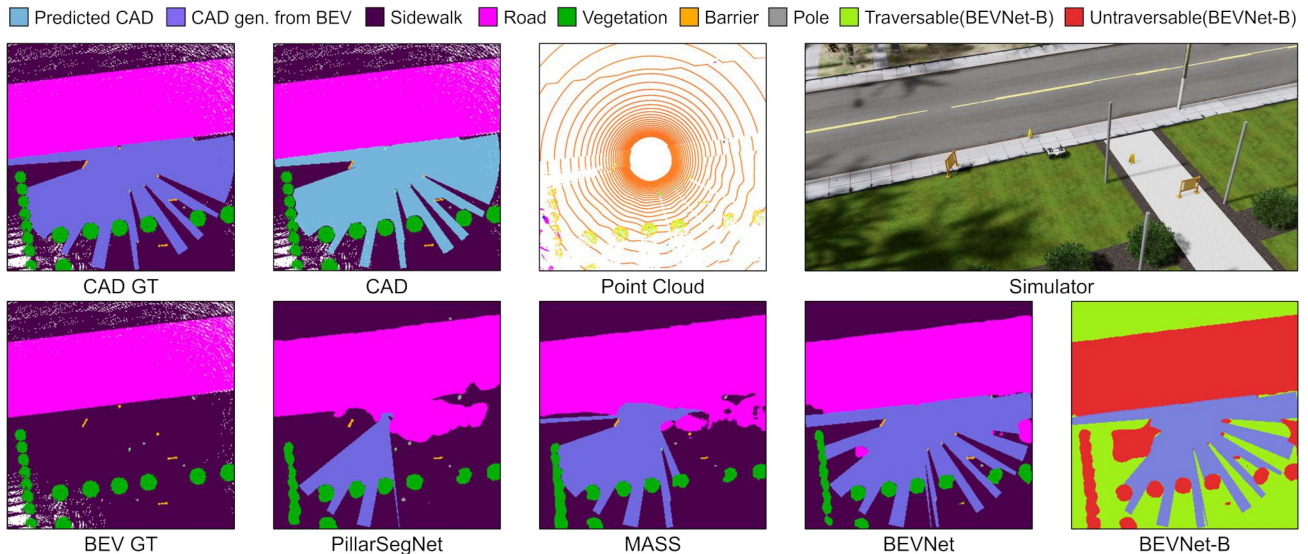 Predicted CAD CAD gen. from BEV Sidewalk Road Vegetation Barrier Pole Traversable(BEVNet-B) Untraversable(BEVNet-B)
CAD GT CAD Point Cloud Simulator
BEV GT PillarSegNet MASS BEVNet BEVNet-B